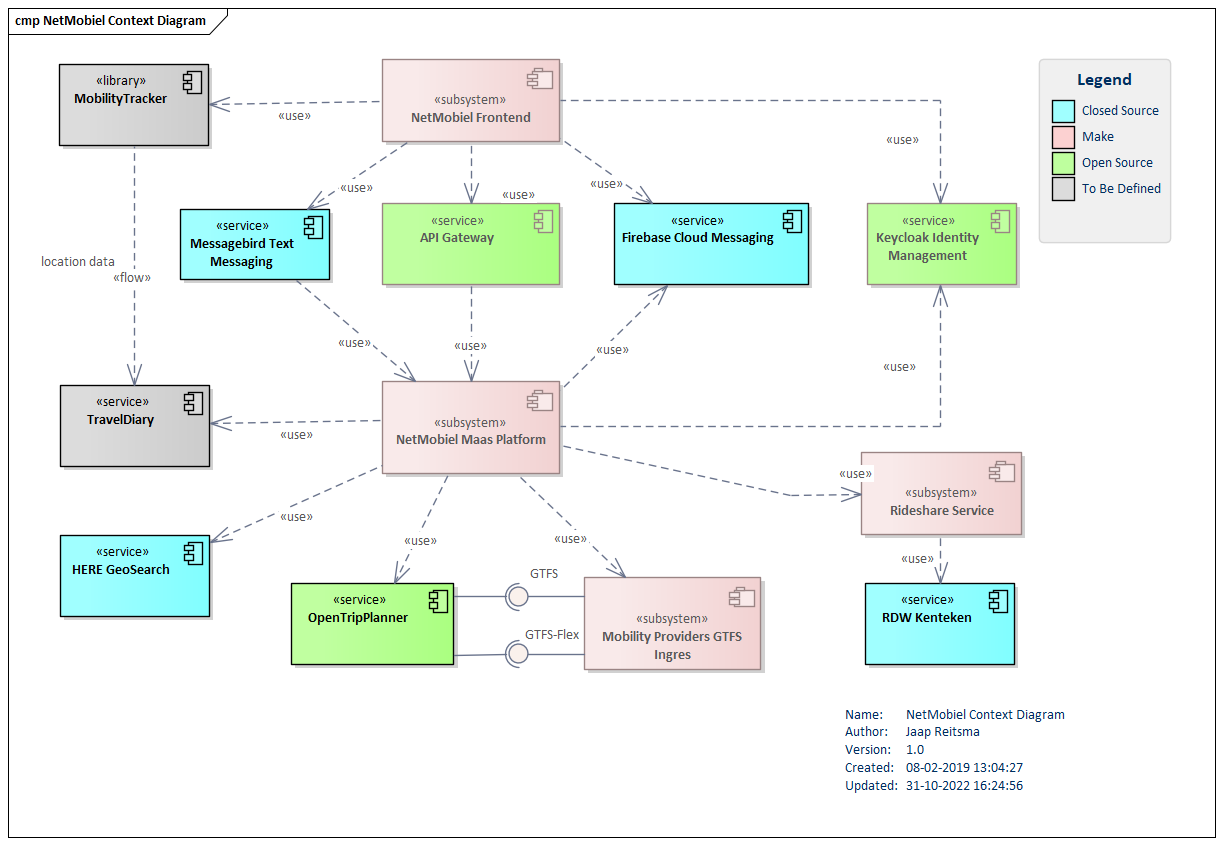 cmp NetMobiel Context Diagram
«library»
MobilityTracker
«subsystem»
NetMobiel Frontend
Legend
Closed Source
Make
Open Source
To Be Defined
«use»
«use»
«use»
«use»
«use»
«service»
Messagebird Text
Messaging
«service»
API Gateway
«service»
Firebase Cloud Messaging
«service»
Keycloak Identity
Management
location data
«flow»
«use»
«use»
«use»
«use»
«service»
TravelDiary
«use»
«subsystem»
NetMobiel Maas Platform
«use»
«subsystem»
Rideshare Service
«use»
«use»
«use»
«use»
«service»
HERE GeoSearch
GTFS
«service»
OpenTripPlanner
GTFS-Flex
«subsystem»
Mobility Providers GTFS
Ingres
«service»
RDW Kenteken
Name: NetMobiel Context Diagram
Author: Jaap Reitsma
Version: 1.0
Created: 08-02-2019 13:04:27
Updated: 31-10-2022 16:24:56